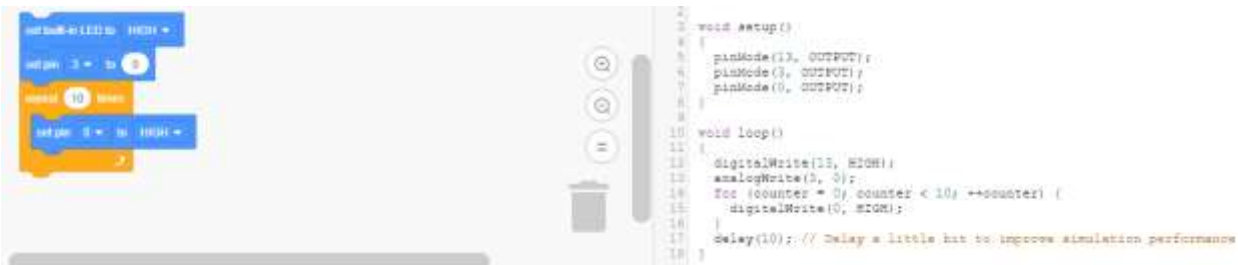 set built-in LED to HIGH
set pin 3 to 0
repeat 10 times
set pin 0 to HIGH
=
2
3 void setup()
4 {
5 pinMode(13, OUTPUT);
6 pinMode(3, OUTPUT);
7 pinMode(0, OUTPUT);
8 }
9
10 void loop()
11 {
12 digitalWrite(13, HIGH);
13 analogWrite(3, 0);
14 for (counter = 0; counter < 10; ++counter) {
15 digitalWrite(0, HIGH);
16 }
17 delay(10); // Delay a little bit to improve simulation performance
18 }